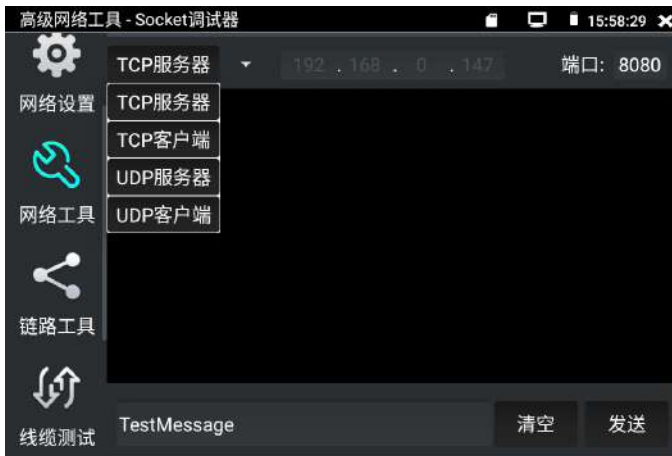 高级网络工具 - Socket调试器
15:58:29
TCP服务器
192 . 168 . 0 . 147
端口: 8080
网络设置
TCP服务器
TCP客户端
UDP服务器
UDP客户端
网络工具
链路工具
线缆测试
TestMessage
清空
发送